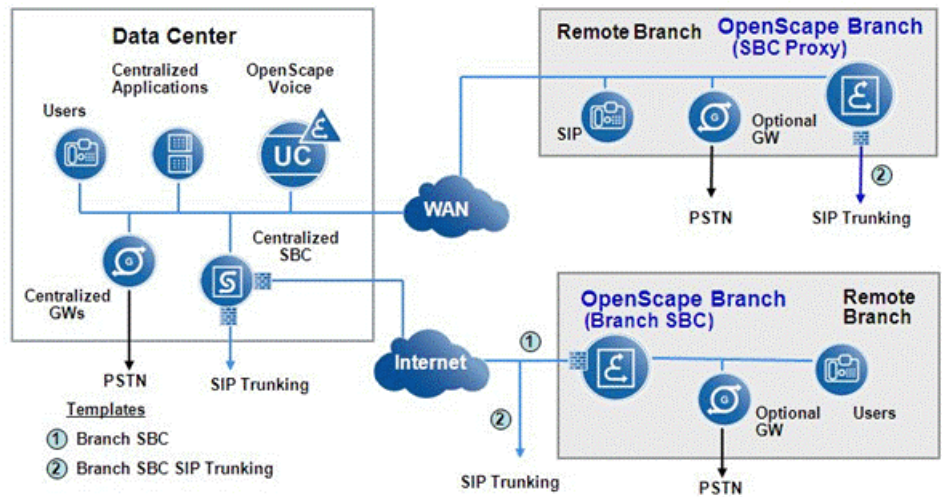 Data Center
Centralized
Applications
OpenScape
Voice
Users
UC
G
Centralized
GWs
Centralized
SBC
S
PSTN
SIP Trunking
Templates
1 Branch SBC
2 Branch SBC SIP Trunking
WAN
Internet
Remote Branch
OpenScape Branch
(SBC Proxy)
SIP
G
Optional
GW
2
PSTN
SIP Trunking
OpenScape Branch
(Branch SBC)
Remote
Branch
1
2
G
Optional
GW
Users
SIP Trunking
PSTN